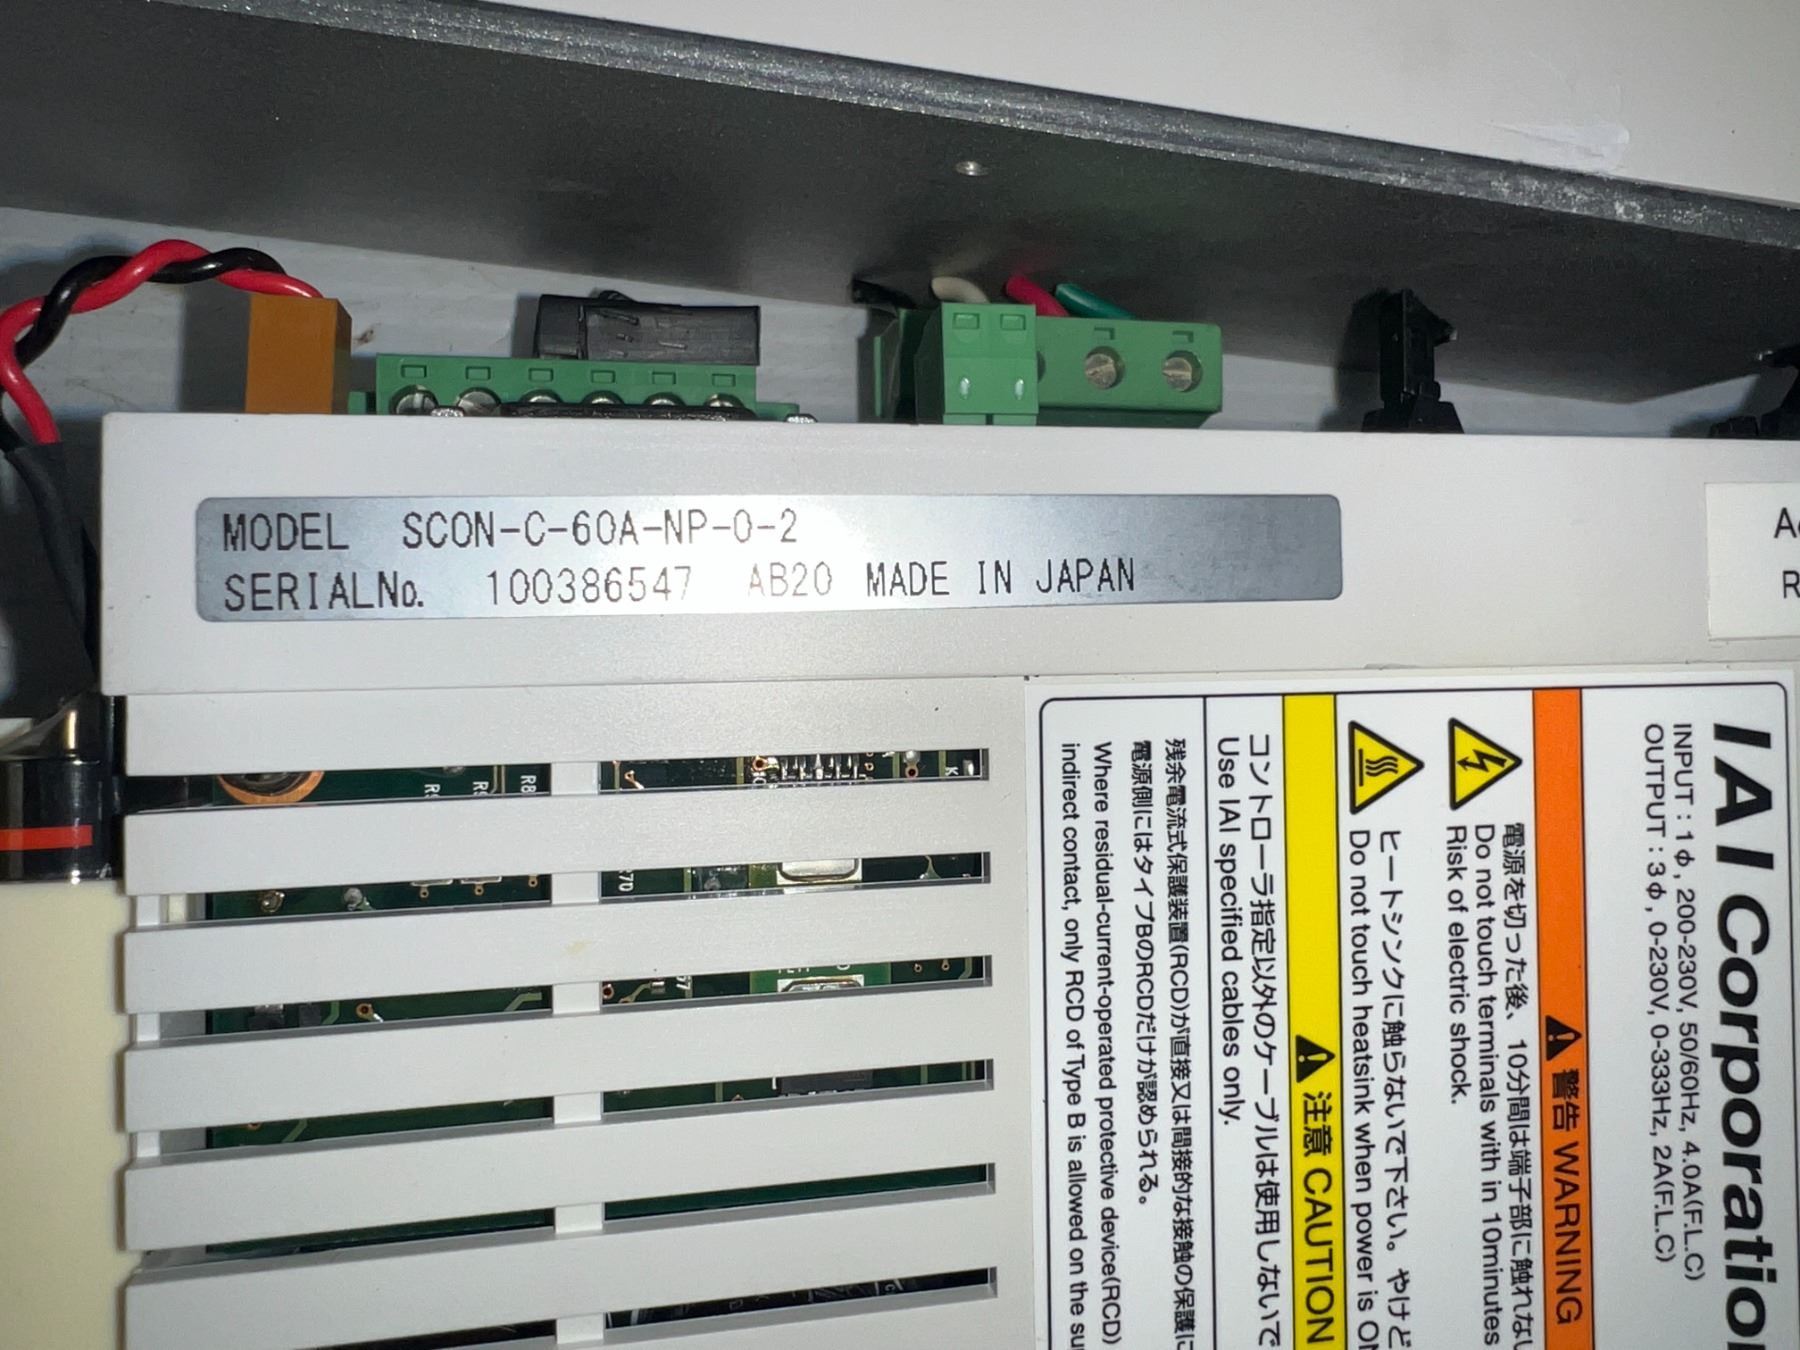 MODEL SCON-C-60A-NP-0-2
SERIALNo. 100386547 AB20 MADE IN JAPAN
IAI Corporation
INPUT : 1φ, 200-230V, 50/60Hz, 4.0A(F.L.C)
OUTPUT : 3φ, 0-230V, 0-333Hz, 2A(F.L.C)
警告 WARNING
電源を切った後、10分間は端子部に触れな
Do not touch terminals with in 10minutes
Risk of electric shock.
ヒートシンクに触らないで下さい。やけど
Do not touch heatsink when power is
注意 CAUTION
コントローラ指定以外のケーブルは使用しないで
Use IAI specified cables only.
残余電流式保護装置(RCD)が直接又は間接的な接触の保護に
電源側にはタイプBのRCDだけが認められる。
Where residual-current-operated protective device(RCD)
indirect contact, only RCD of Type B is allowed on the su